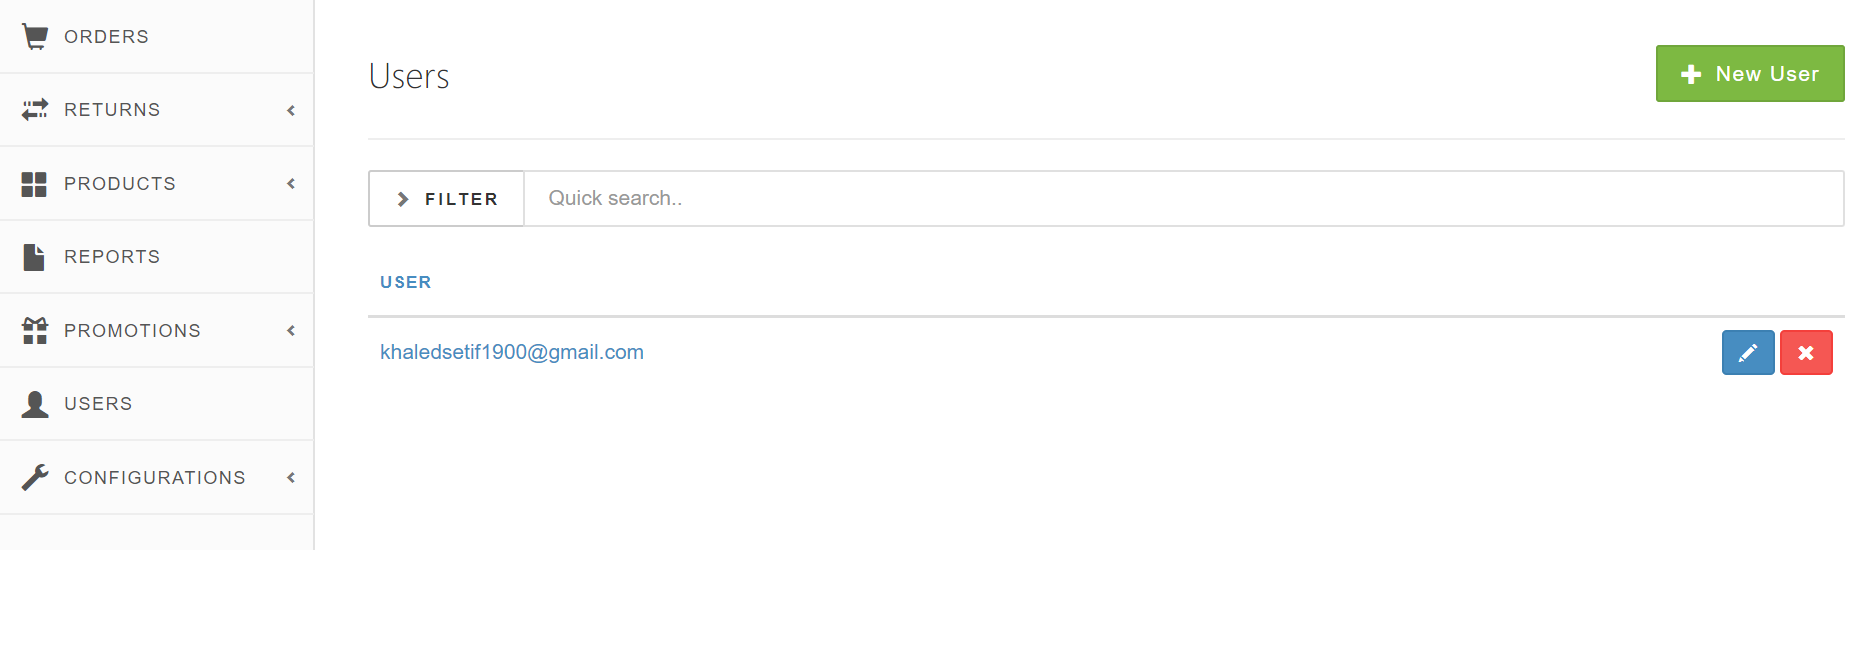 ORDERS
RETURNS
PRODUCTS
REPORTS
PROMOTIONS
USERS
CONFIGURATIONS
Users
New User
FILTER
Quick search..
USER
khaledsetif1900@gmail.com